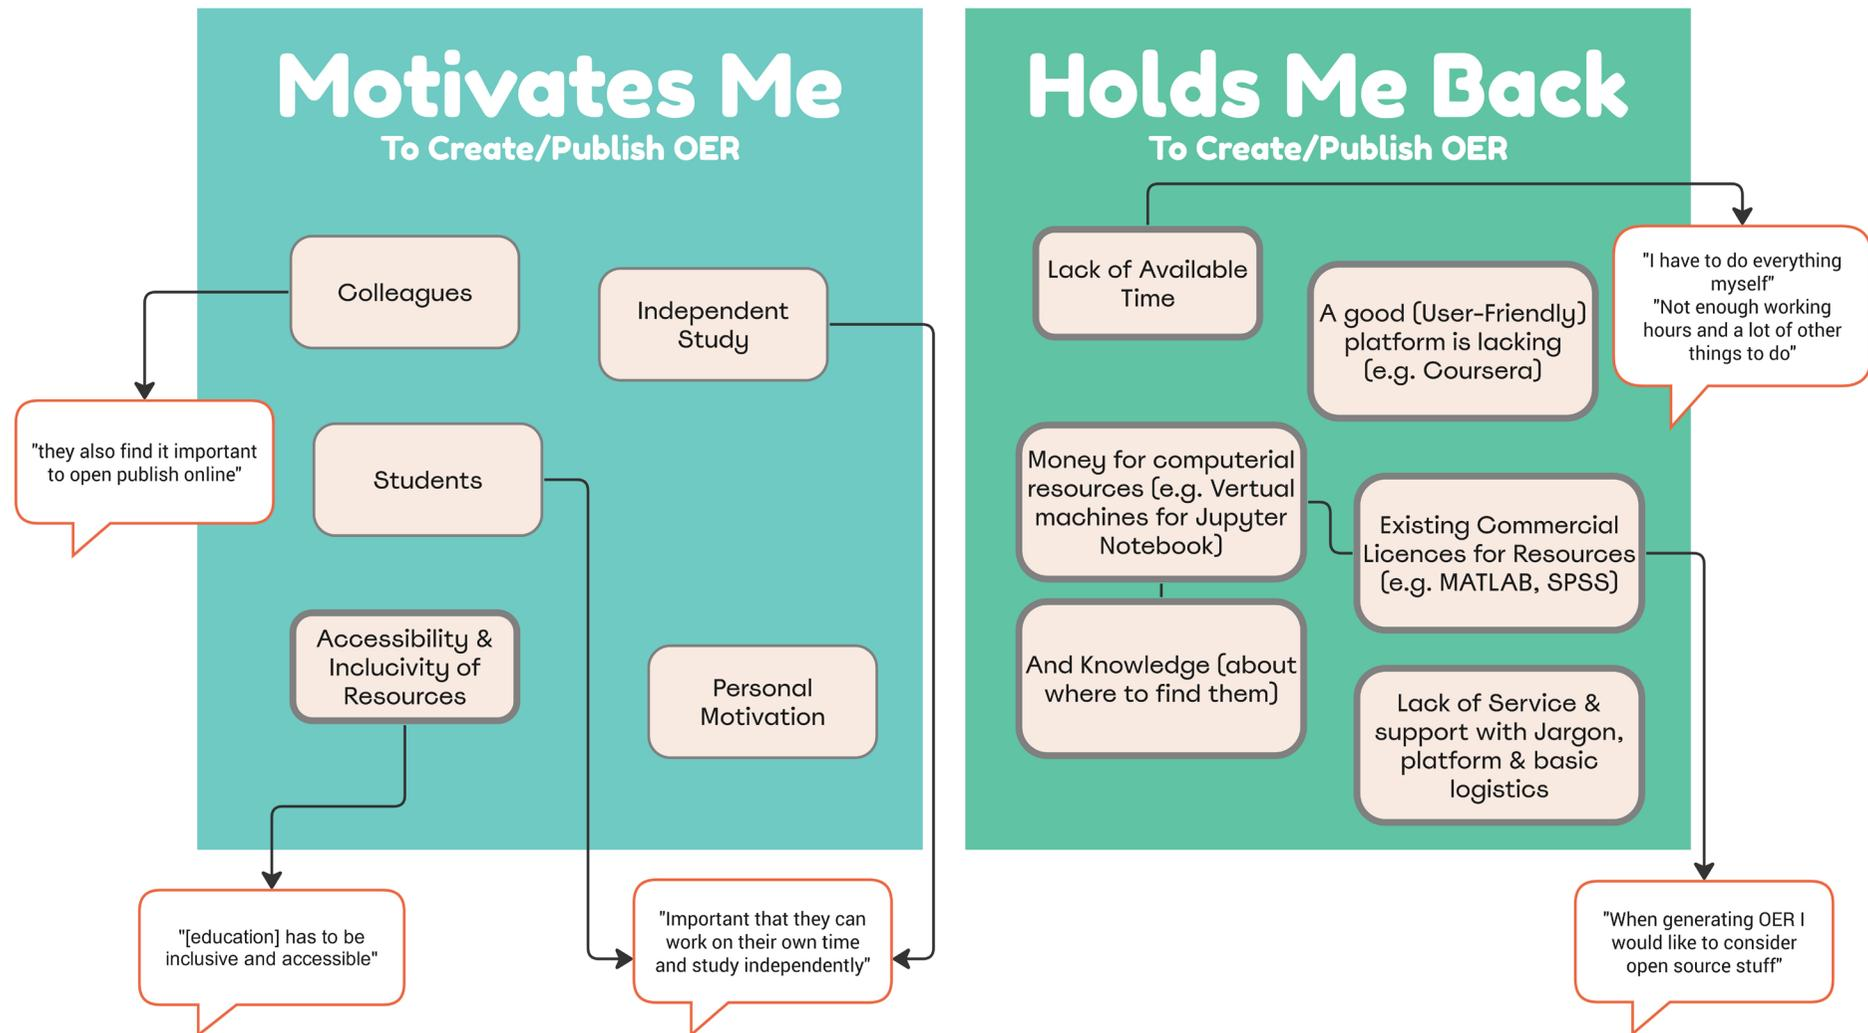 Motivates Me
To Create/Publish OER
Colleagues
Independent
Study
"they also find it important
to open publish online"
Students
Accessibility &
Inclucivity of
Resources
Personal
Motivation
"[education] has to be
inclusive and accessible"
"Important that they can
work on their own time
and study independently"
Holds Me Back
To Create/Publish OER
Lack of Available
Time
A good (User-Friendly)
platform is lacking
(e.g. Coursera)
"I have to do everything
myself"
"Not enough working
hours and a lot of other
things to do"
Money for computerial
resources (e.g. Vertual
machines for Jupyter
Notebook)
Existing Commercial
Licences for Resources
(e.g. MATLAB, SPSS)
And Knowledge (about
where to find them)
Lack of Service &
support with Jargon,
platform & basic
logistics
"When generating OER I
would like to consider
open source stuff"